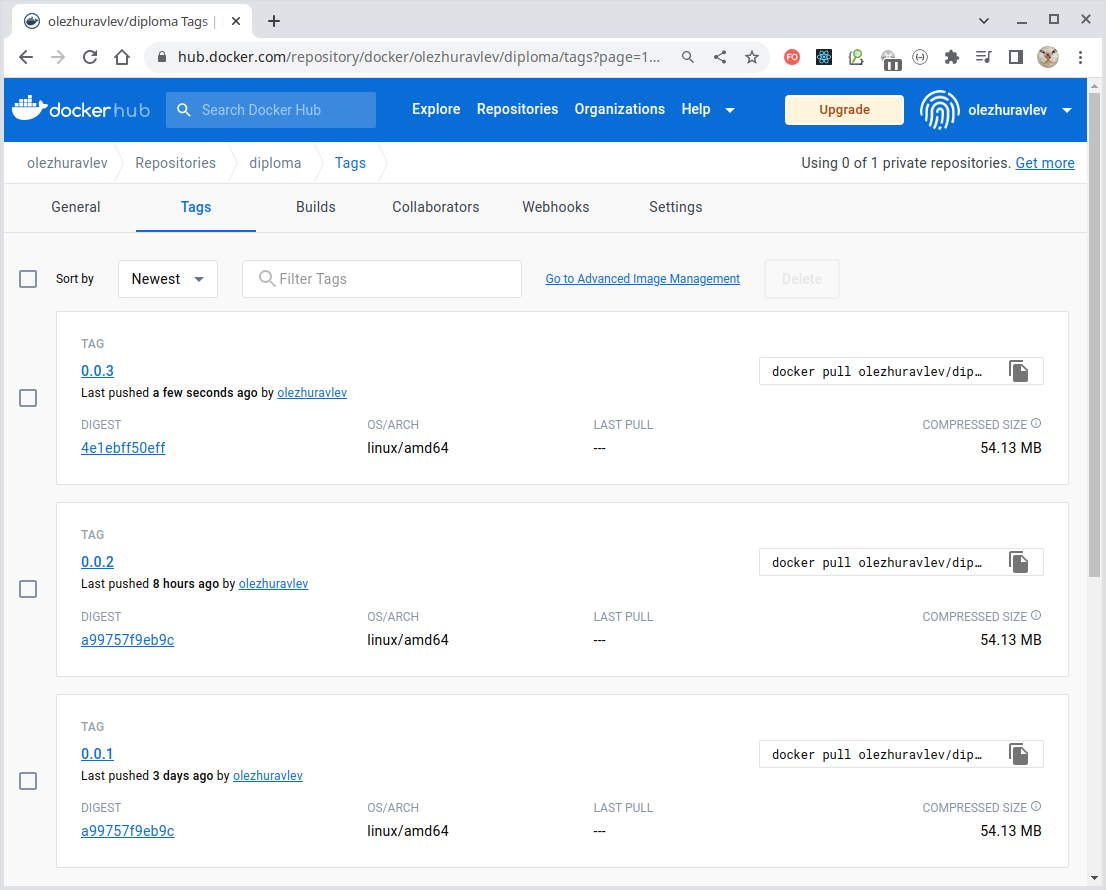 olezhuravlev/diploma Tags |
hub.docker.com/repository/docker/olezhuravlev/diploma/tags?page=1...
FO
dockerhub
Search Docker Hub
Explore Repositories Organizations Help
Upgrade
olezhuravlev
olezhuravlev Repositories diploma Tags
Using 0 of 1 private repositories. Get more
General Tags Builds Collaborators Webhooks Settings
Sort by Newest Filter Tags Go to Advanced Image Management Delete
TAG
0.0.3
docker pull olezhuravlev/dip…
Last pushed a few seconds ago by olezhuravlev
DIGEST OS/ARCH LAST PULL COMPRESSED SIZE
4e1ebff50eff linux/amd64 --- 54.13 MB
TAG
0.0.2
docker pull olezhuravlev/dip…
Last pushed 8 hours ago by olezhuravlev
DIGEST OS/ARCH LAST PULL COMPRESSED SIZE
a99757f9eb9c linux/amd64 --- 54.13 MB
TAG
0.0.1
docker pull olezhuravlev/dip…
Last pushed 3 days ago by olezhuravlev
DIGEST OS/ARCH LAST PULL COMPRESSED SIZE
a99757f9eb9c linux/amd64 --- 54.13 MB